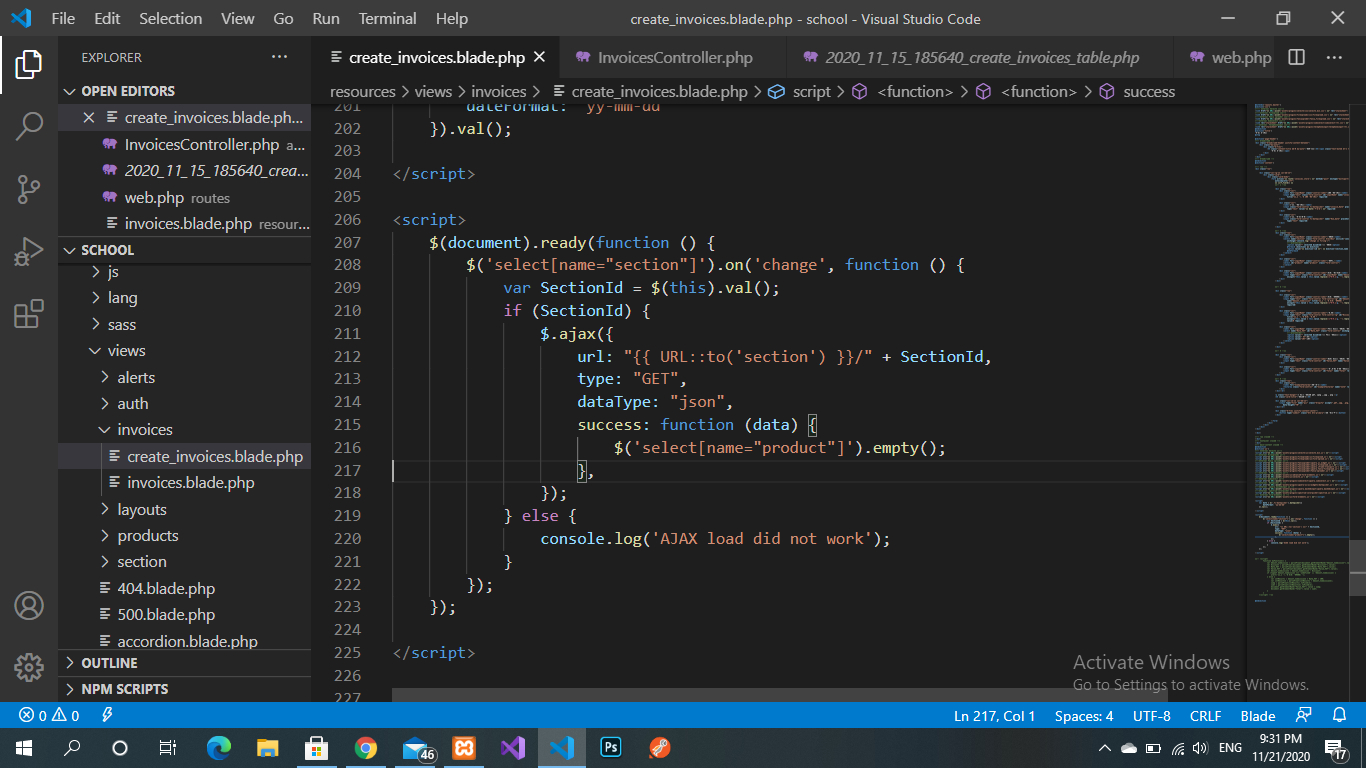 File Edit Selection View Go Run Terminal Help create_invoices.blade.php - school - Visual Studio Code
EXPLORER
create_invoices.blade.php InvoicesController.php 2020_11_15_185640_create_invoices_table.php web.php
OPEN EDITORS
create_invoices.blade.ph...
InvoicesController.php a...
2020_11_15_185640_crea...
web.php routes
invoices.blade.php resour...
SCHOOL
js
lang
sass
views
alerts
auth
invoices
create_invoices.blade.php
invoices.blade.php
layouts
products
section
404.blade.php
500.blade.php
accordion.blade.php
OUTLINE
NPM SCRIPTS
resources > views > invoices > create_invoices.blade.php > script > <function> > <function> > success
201 dateFormat: 'yy-mm-dd'
202 }).val();
203
204 </script>
205
206 <script>
207 $(document).ready(function () {
208 $('select[name="section"]').on('change', function () {
209 var SectionId = $(this).val();
210 if (SectionId) {
211 $.ajax({
212 url: "{{ URL::to('section') }}/" + SectionId,
213 type: "GET",
214 dataType: "json",
215 success: function (data) {
216 $('select[name="product"]').empty();
217 },
218 });
219 } else {
220 console.log('AJAX load did not work');
221 }
222 });
223 });
224
225 </script>
226
227
Activate Windows
Go to Settings to activate Windows.
0 0 Ln 217, Col 1 Spaces: 4 UTF-8 CRLF Blade
46 Ps ENG 9:31 PM
11/21/2020 17